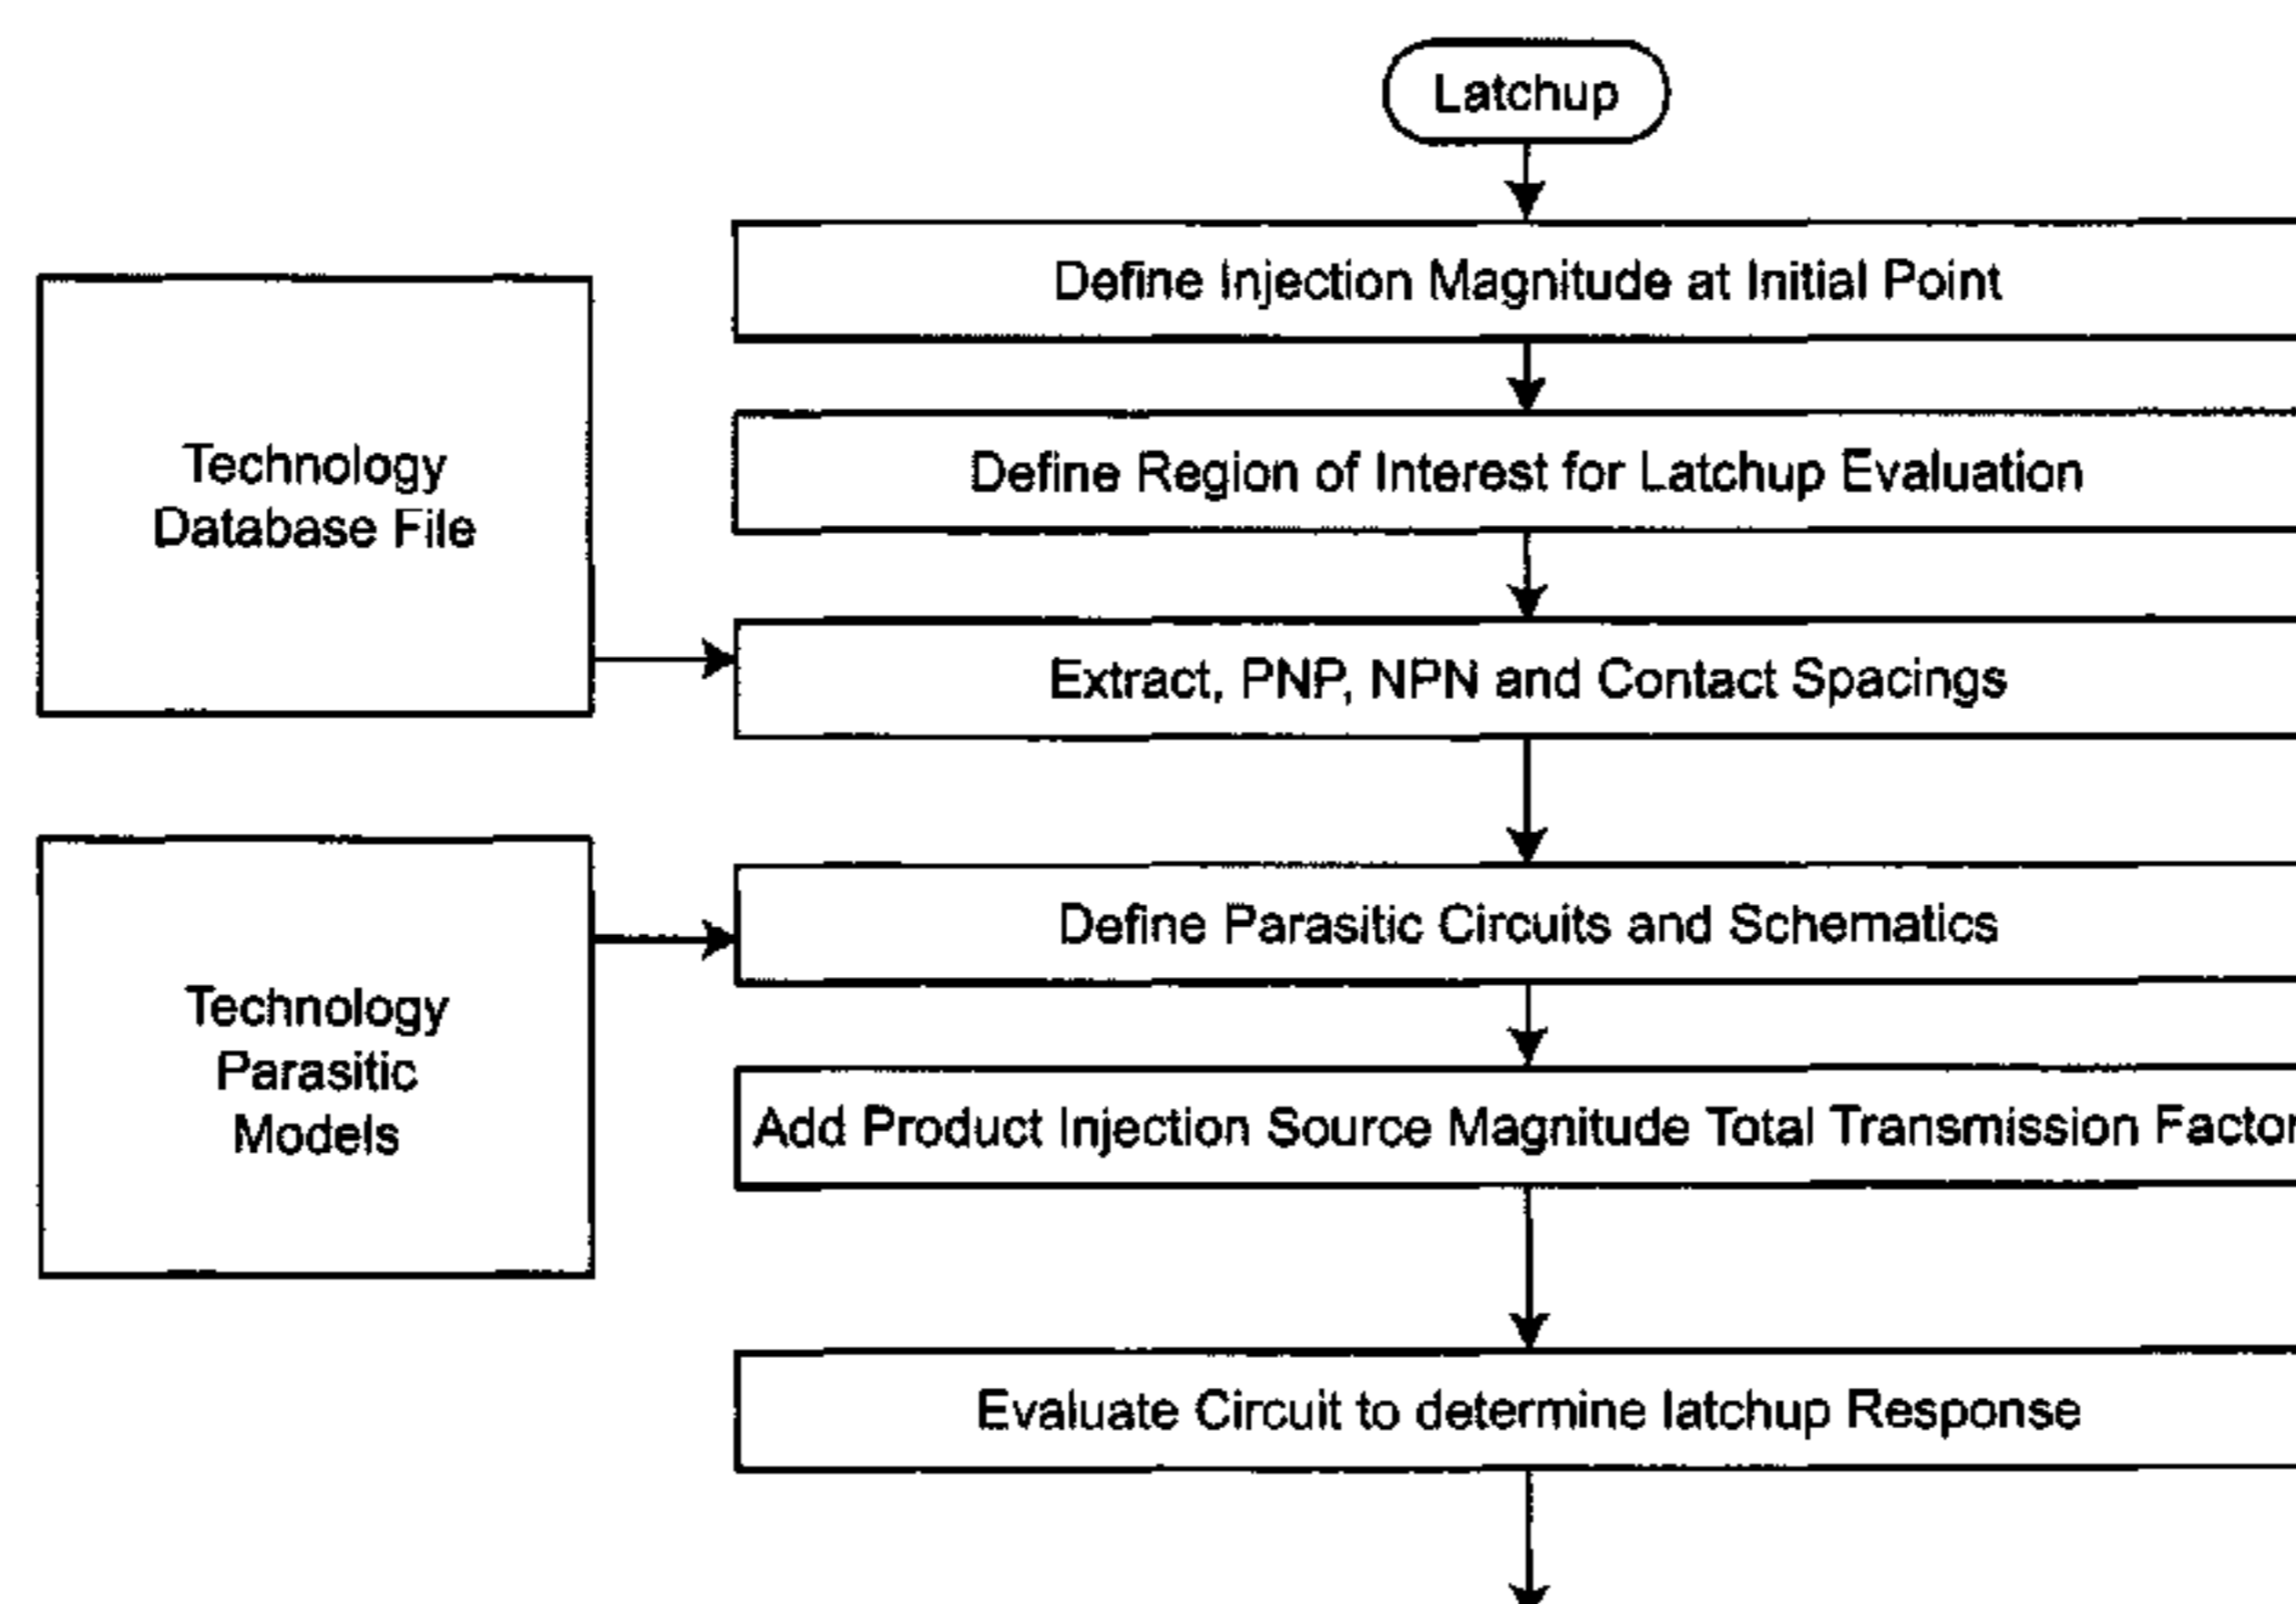 Latchup
Define Injection Magnitude at Initial Point
Define Region of Interest for Latchup Evaluation
Technology
Database File
Extract, PNP, NPN and Contact Spacings
Define Parasitic Circuits and Schematics
Technology
Parasitic
Models
Add Product Injection Source Magnitude Total Transmission Factor
Evaluate Circuit to determine latchup Response